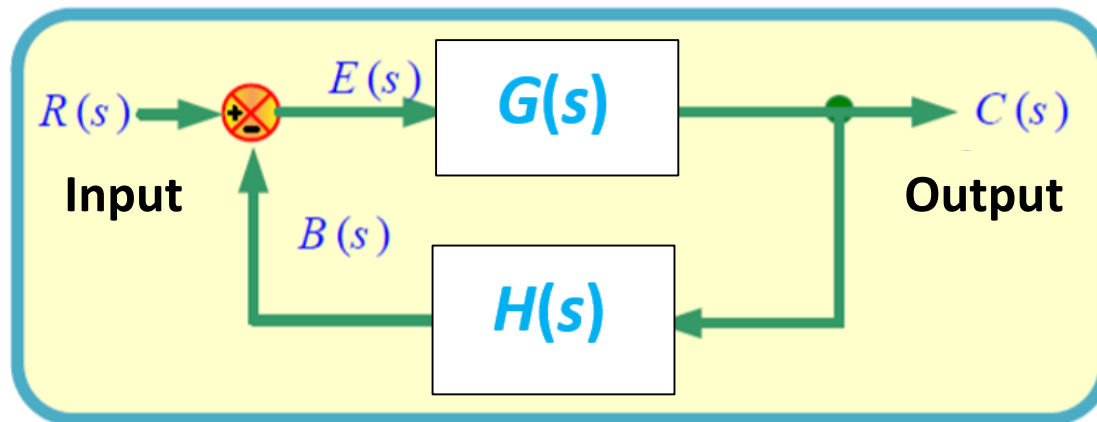 E(s)
G(s)
R(s)
+
-
C(s)
Input
Output
B(s)
H(s)